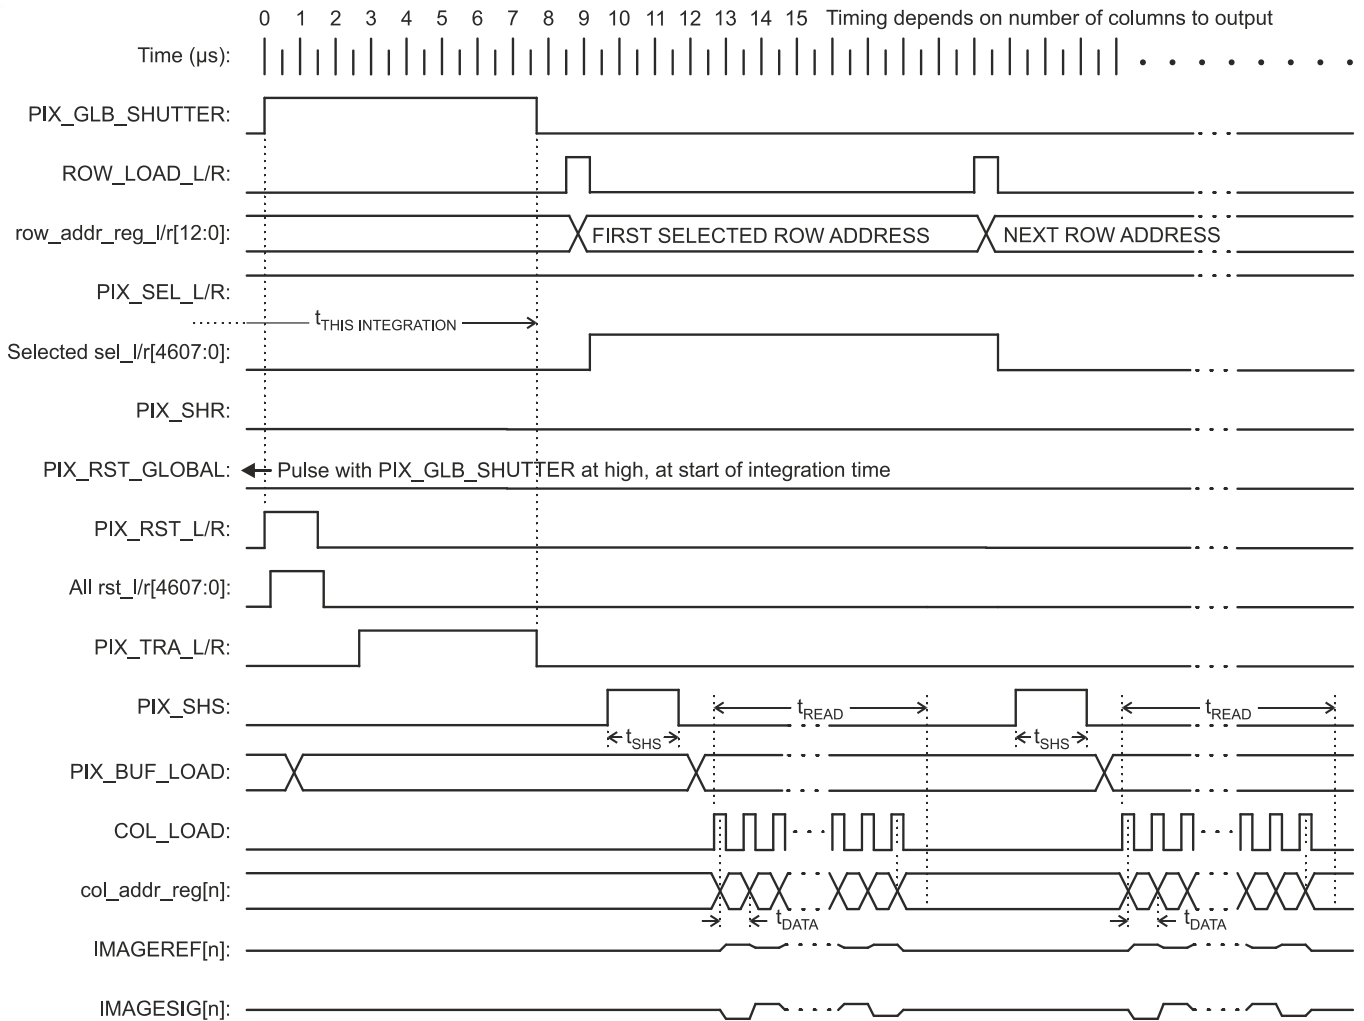 0 1 2 3 4 5 6 7 8 9 10 11 12 13 14 15 Timing depends on number of columns to output
Time (µs):
PIX_GLB_SHUTTER:
ROW_LOAD_L/R:
row_addr_reg_l/r[12:0]: FIRST SELECTED ROW ADDRESS NEXT ROW ADDRESS
PIX_SEL_L/R:
tTHIS INTEGRATION
Selected sel_l/r[4607:0]:
PIX_SHR:
PIX_RST_GLOBAL: Pulse with PIX_GLB_SHUTTER at high, at start of integration time
PIX_RST_L/R:
All rst_l/r[4607:0]:
PIX_TRA_L/R:
PIX_SHS: tREAD tREAD
tSHS tSHS
PIX_BUF_LOAD:
COL_LOAD:
col_addr_reg[n]:
tDATA tDATA
IMAGEREF[n]:
IMAGESIG[n]: